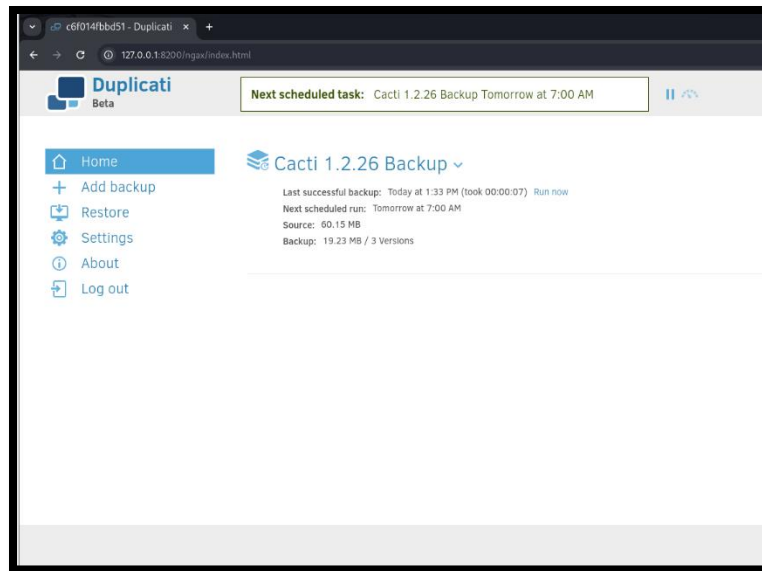 c6f014fbbd51 - Duplicati × +
127.0.0.1:8200/ngax/index.html
Duplicati
Beta
Next scheduled task: Cacti 1.2.26 Backup Tomorrow at 7:00 AM
Home
Add backup
Restore
Settings
About
Log out
Cacti 1.2.26 Backup
Last successful backup: Today at 1:33 PM (took 00:00:07) Run now
Next scheduled run: Tomorrow at 7:00 AM
Source: 60.15 MB
Backup: 19.23 MB / 3 Versions